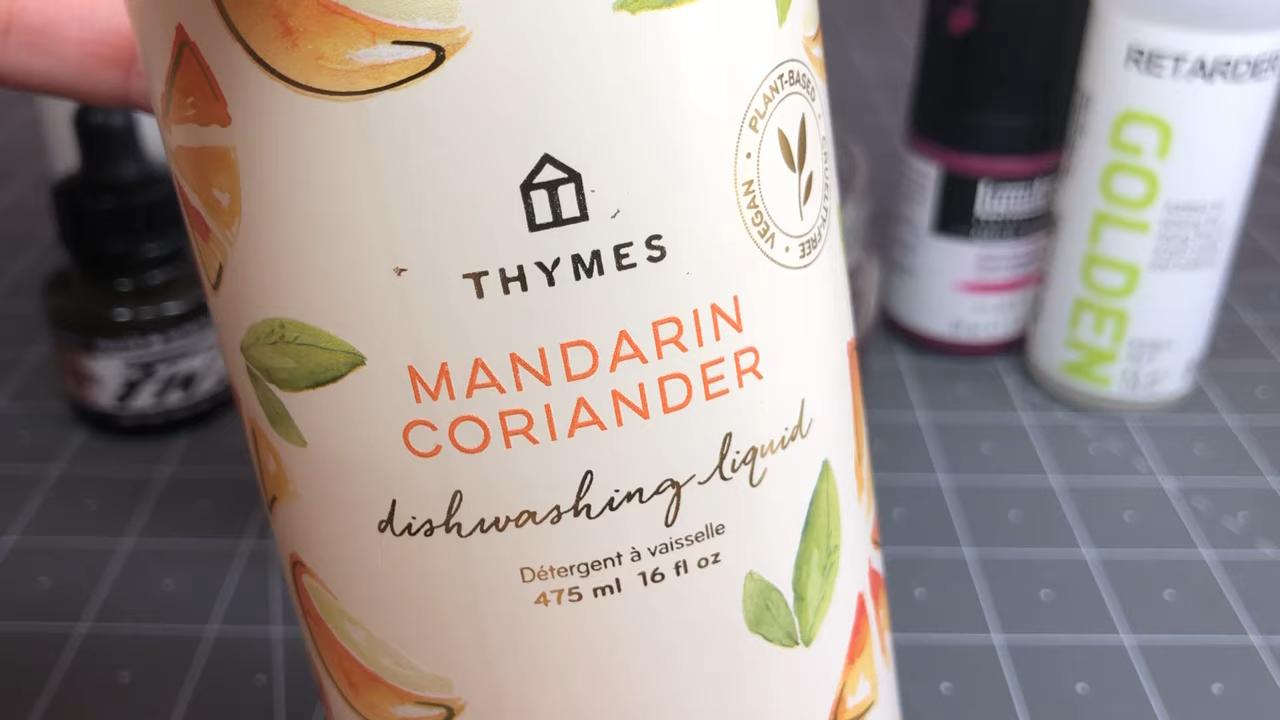 THYMES
MANDARIN
CORIANDER
dishwashing liquid
Détergent à vaisselle
475 ml 16 fl oz
PLANT-BASED • CRUELTY-FREE • VEGAN •
RETARDER
GOLDEN